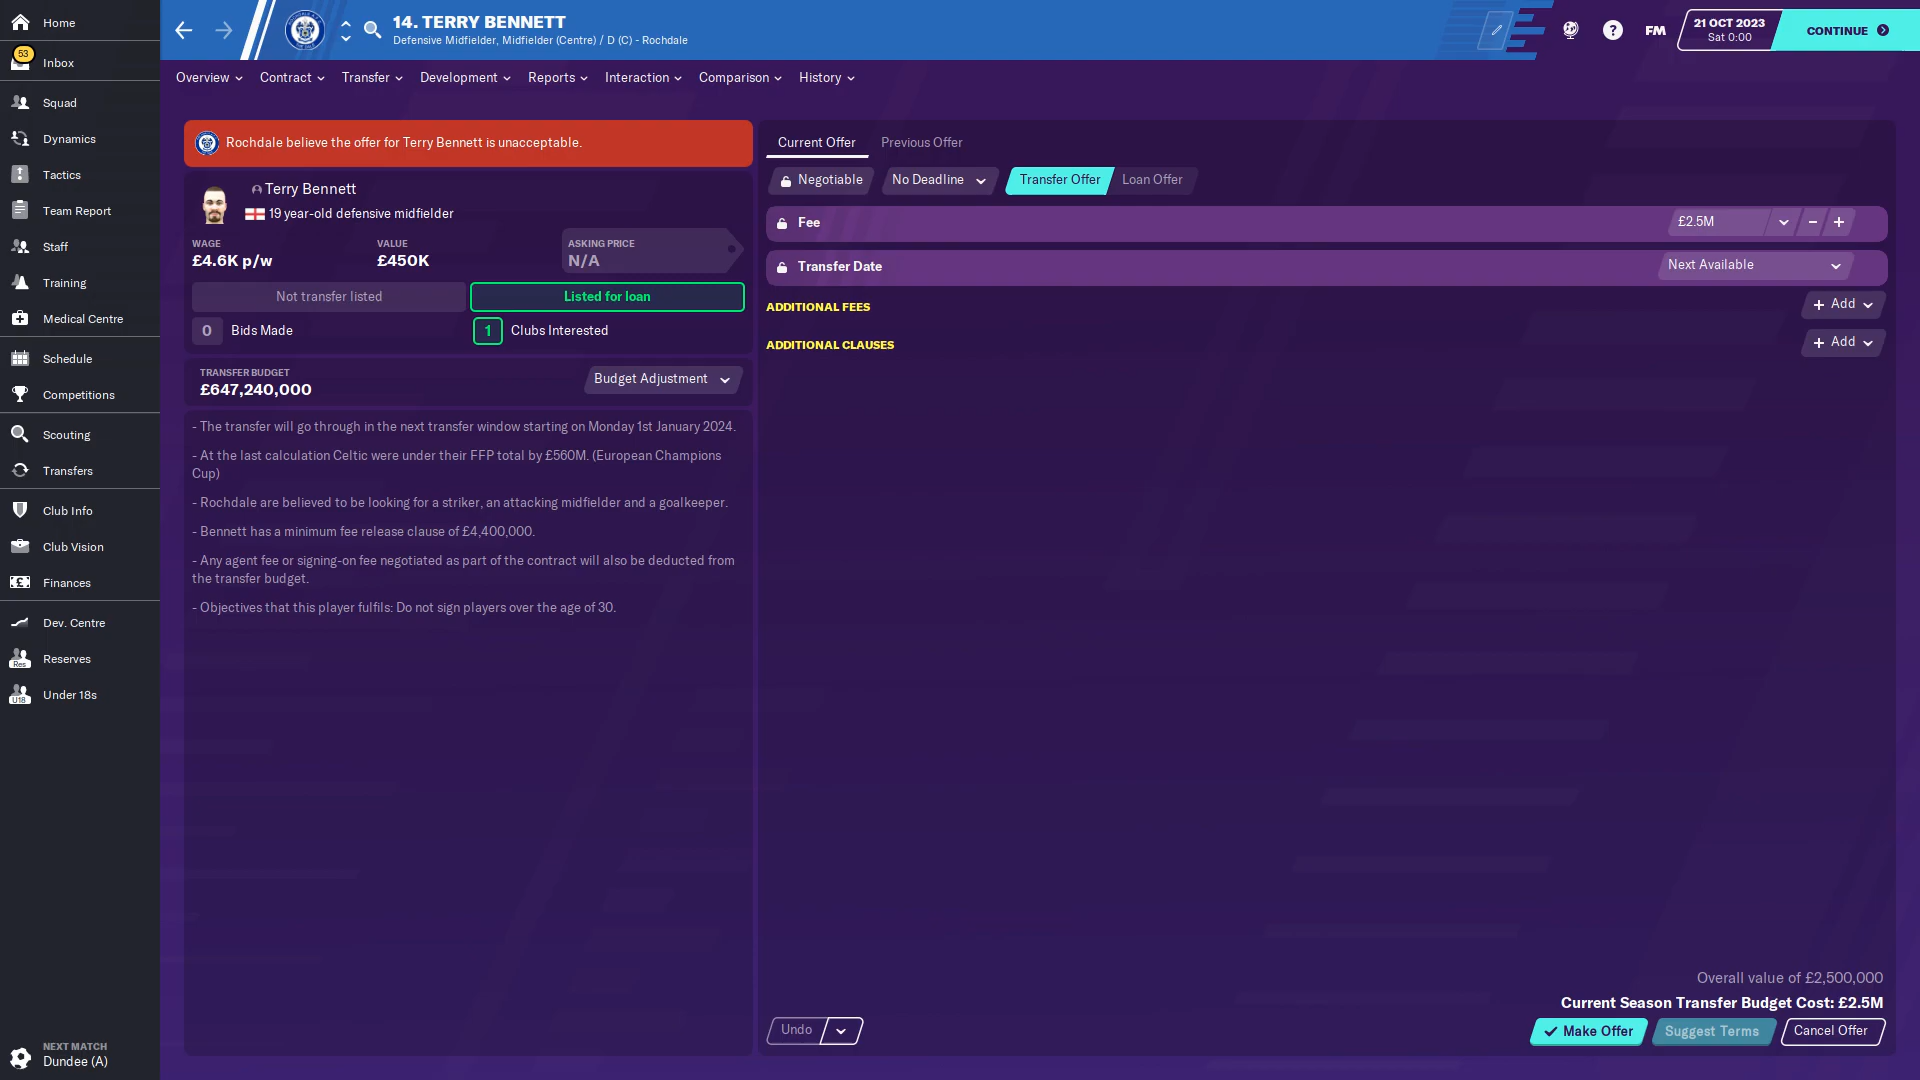 Home
53
Inbox
Squad
Dynamics
Tactics
Team Report
Staff
Training
Medical Centre
Schedule
Competitions
Scouting
Transfers
Club Info
Club Vision
Finances
Dev. Centre
Res
Reserves
U18
Under 18s
NEXT MATCH
Dundee (A)
14. TERRY BENNETT
Defensive Midfielder, Midfielder (Centre) / D (C) - Rochdale
?
FM
21 OCT 2023
Sat 0:00
CONTINUE
Overview
Contract
Transfer
Development
Reports
Interaction
Comparison
History
Rochdale believe the offer for Terry Bennett is unacceptable.
Terry Bennett
19 year-old defensive midfielder
WAGE
£4.6K p/w
VALUE
£450K
ASKING PRICE
N/A
Not transfer listed
Listed for loan
0 Bids Made
1 Clubs Interested
TRANSFER BUDGET
£647,240,000
Budget Adjustment
- The transfer will go through in the next transfer window starting on Monday 1st January 2024.
- At the last calculation Celtic were under their FFP total by £560M. (European Champions
Cup)
- Rochdale are believed to be looking for a striker, an attacking midfielder and a goalkeeper.
- Bennett has a minimum fee release clause of £4,400,000.
- Any agent fee or signing-on fee negotiated as part of the contract will also be deducted from
the transfer budget.
- Objectives that this player fulfils: Do not sign players over the age of 30.
Current Offer
Previous Offer
Negotiable
No Deadline
Transfer Offer
Loan Offer
Fee
£2.5M
Transfer Date
Next Available
ADDITIONAL FEES
+ Add
ADDITIONAL CLAUSES
+ Add
Overall value of £2,500,000
Current Season Transfer Budget Cost: £2.5M
Undo
Make Offer
Suggest Terms
Cancel Offer